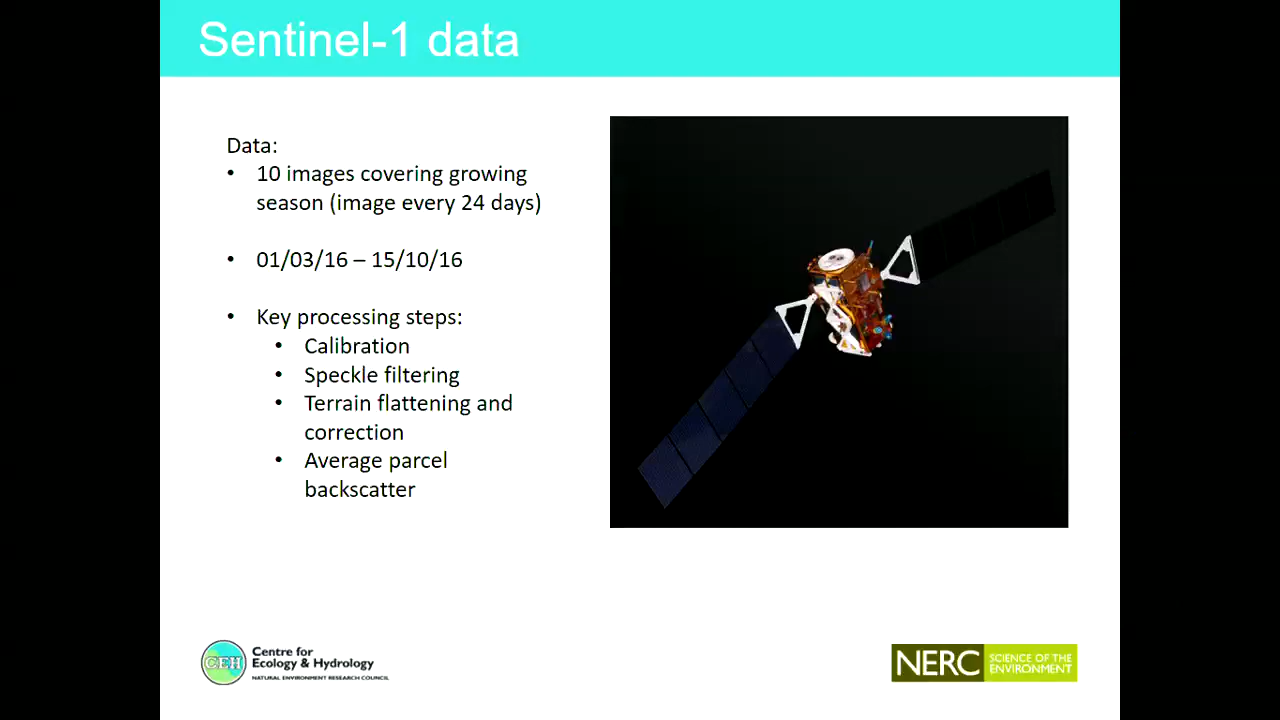 Sentinel-1 data
Data:
• 10 images covering growing
season (image every 24 days)
• 01/03/16 – 15/10/16
• Key processing steps:
• Calibration
• Speckle filtering
• Terrain flattening and
correction
• Average parcel
backscatter
CEH
Centre for
Ecology & Hydrology
NATURAL ENVIRONMENT RESEARCH COUNCIL
NERC
SCIENCE OF THE
ENVIRONMENT